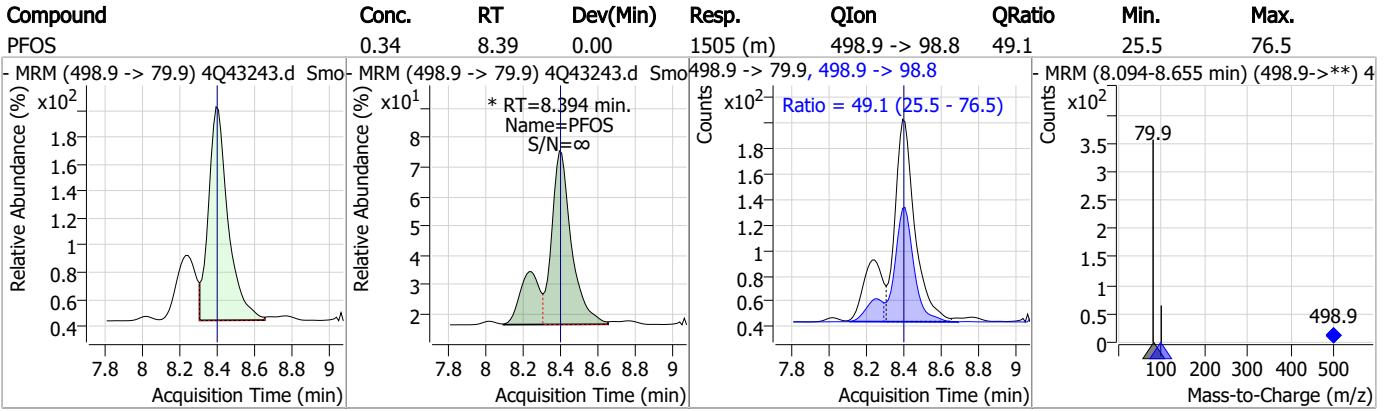 Compound Conc. RT Dev(Min) Resp. QIon QRatio Min. Max.
PFOS 0.34 8.39 0.00 1505 (m) 498.9 -> 98.8 49.1 25.5 76.5
- MRM (498.9 -> 79.9) 4Q43243.d Smo
Relative Abundance (%)
x10²
1.8
1.6
1.4
1.2
1
0.8
0.6
0.4
7.8 8 8.2 8.4 8.6 8.8 9
Acquisition Time (min)
- MRM (498.9 -> 79.9) 4Q43243.d Smo
Relative Abundance (%)
x10¹
* RT=8.394 min.
Name=PFOS
S/N=∞
8
7
6
5
4
3
2
7.8 8 8.2 8.4 8.6 8.8 9
Acquisition Time (min)
498.9 -> 79.9, 498.9 -> 98.8
Counts
x10²
Ratio = 49.1 (25.5 - 76.5)
1.8
1.6
1.4
1.2
1
0.8
0.6
0.4
7.8 8 8.2 8.4 8.6 8.8 9
Acquisition Time (min)
- MRM (8.094-8.655 min) (498.9->**) 4
Counts
x10²
79.9
3.5
3
2.5
2
1.5
1
0.5
0
498.9
100 200 300 400 500
Mass-to-Charge (m/z)